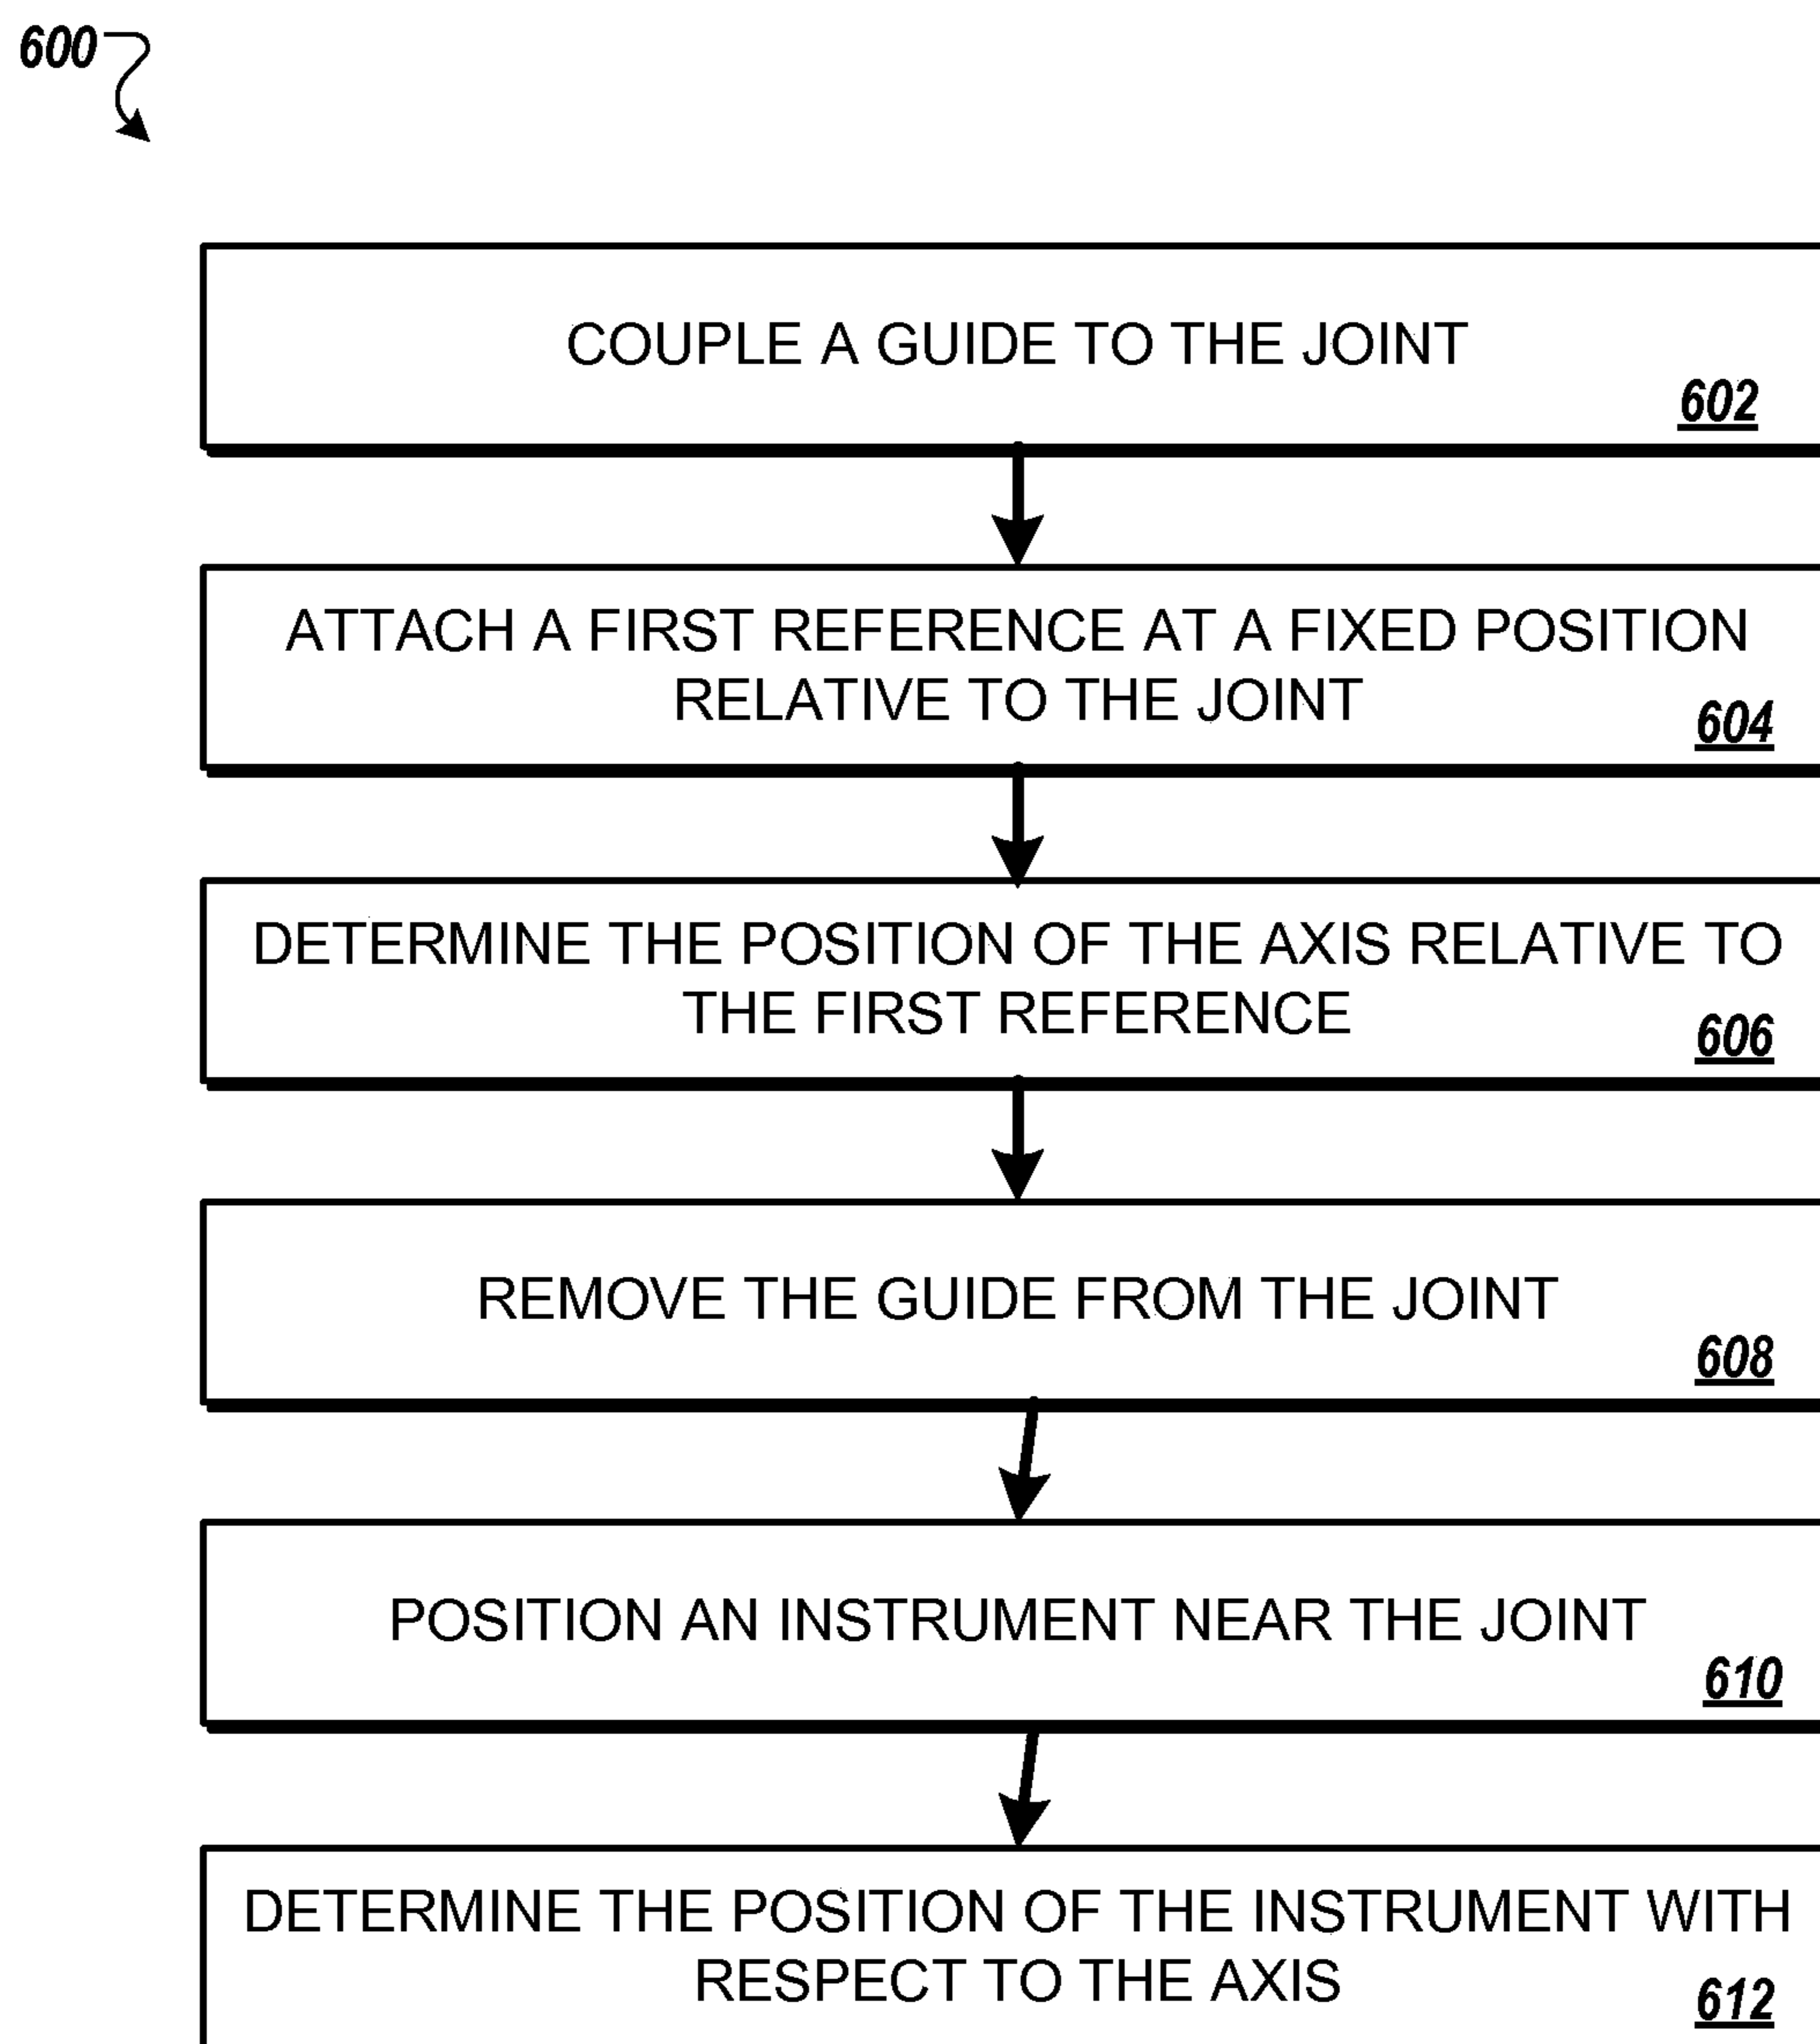 600
COUPLE A GUIDE TO THE JOINT
602
ATTACH A FIRST REFERENCE AT A FIXED POSITION
RELATIVE TO THE JOINT
604
DETERMINE THE POSITION OF THE AXIS RELATIVE TO
THE FIRST REFERENCE
606
REMOVE THE GUIDE FROM THE JOINT
608
POSITION AN INSTRUMENT NEAR THE JOINT
610
DETERMINE THE POSITION OF THE INSTRUMENT WITH
RESPECT TO THE AXIS
612